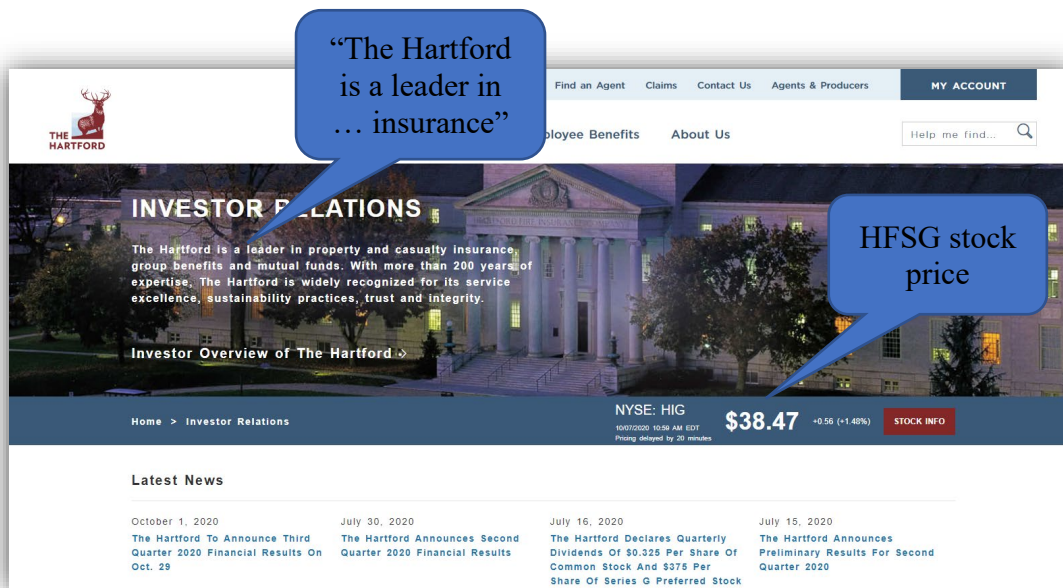 “The Hartford
is a leader in
… insurance”
Find an Agent Claims Contact Us Agents & Producers MY ACCOUNT
THE
HARTFORD
Benefits About Us
Help me find...
INVESTOR RELATIONS
The Hartford is a leader in property and casualty insurance,
group benefits and mutual funds. With more than 200 years of
expertise, The Hartford is widely recognized for its service
excellence, sustainability practices, trust and integrity.
Investor Overview of The Hartford
HFSG stock
price
Home > Investor Relations
NYSE: HIG
10/07/2020 10:59 AM EDT
Pricing delayed by 20 minutes
$38.47
+0.56 (+1.48%)
STOCK INFO
Latest News
October 1, 2020
The Hartford To Announce Third
Quarter 2020 Financial Results On
Oct. 29
July 30, 2020
The Hartford Announces Second
Quarter 2020 Financial Results
July 16, 2020
The Hartford Declares Quarterly
Dividends Of $0.325 Per Share Of
Common Stock And $375 Per
Share Of Series G Preferred Stock
July 15, 2020
The Hartford Announces
Preliminary Results For Second
Quarter 2020